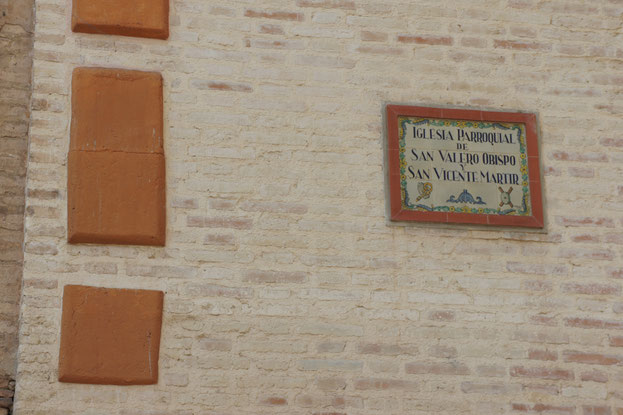 IGLESIA PARROQUIAL
DE
SAN VALERO OBISPO
Y
SAN VICENTE MARTIR